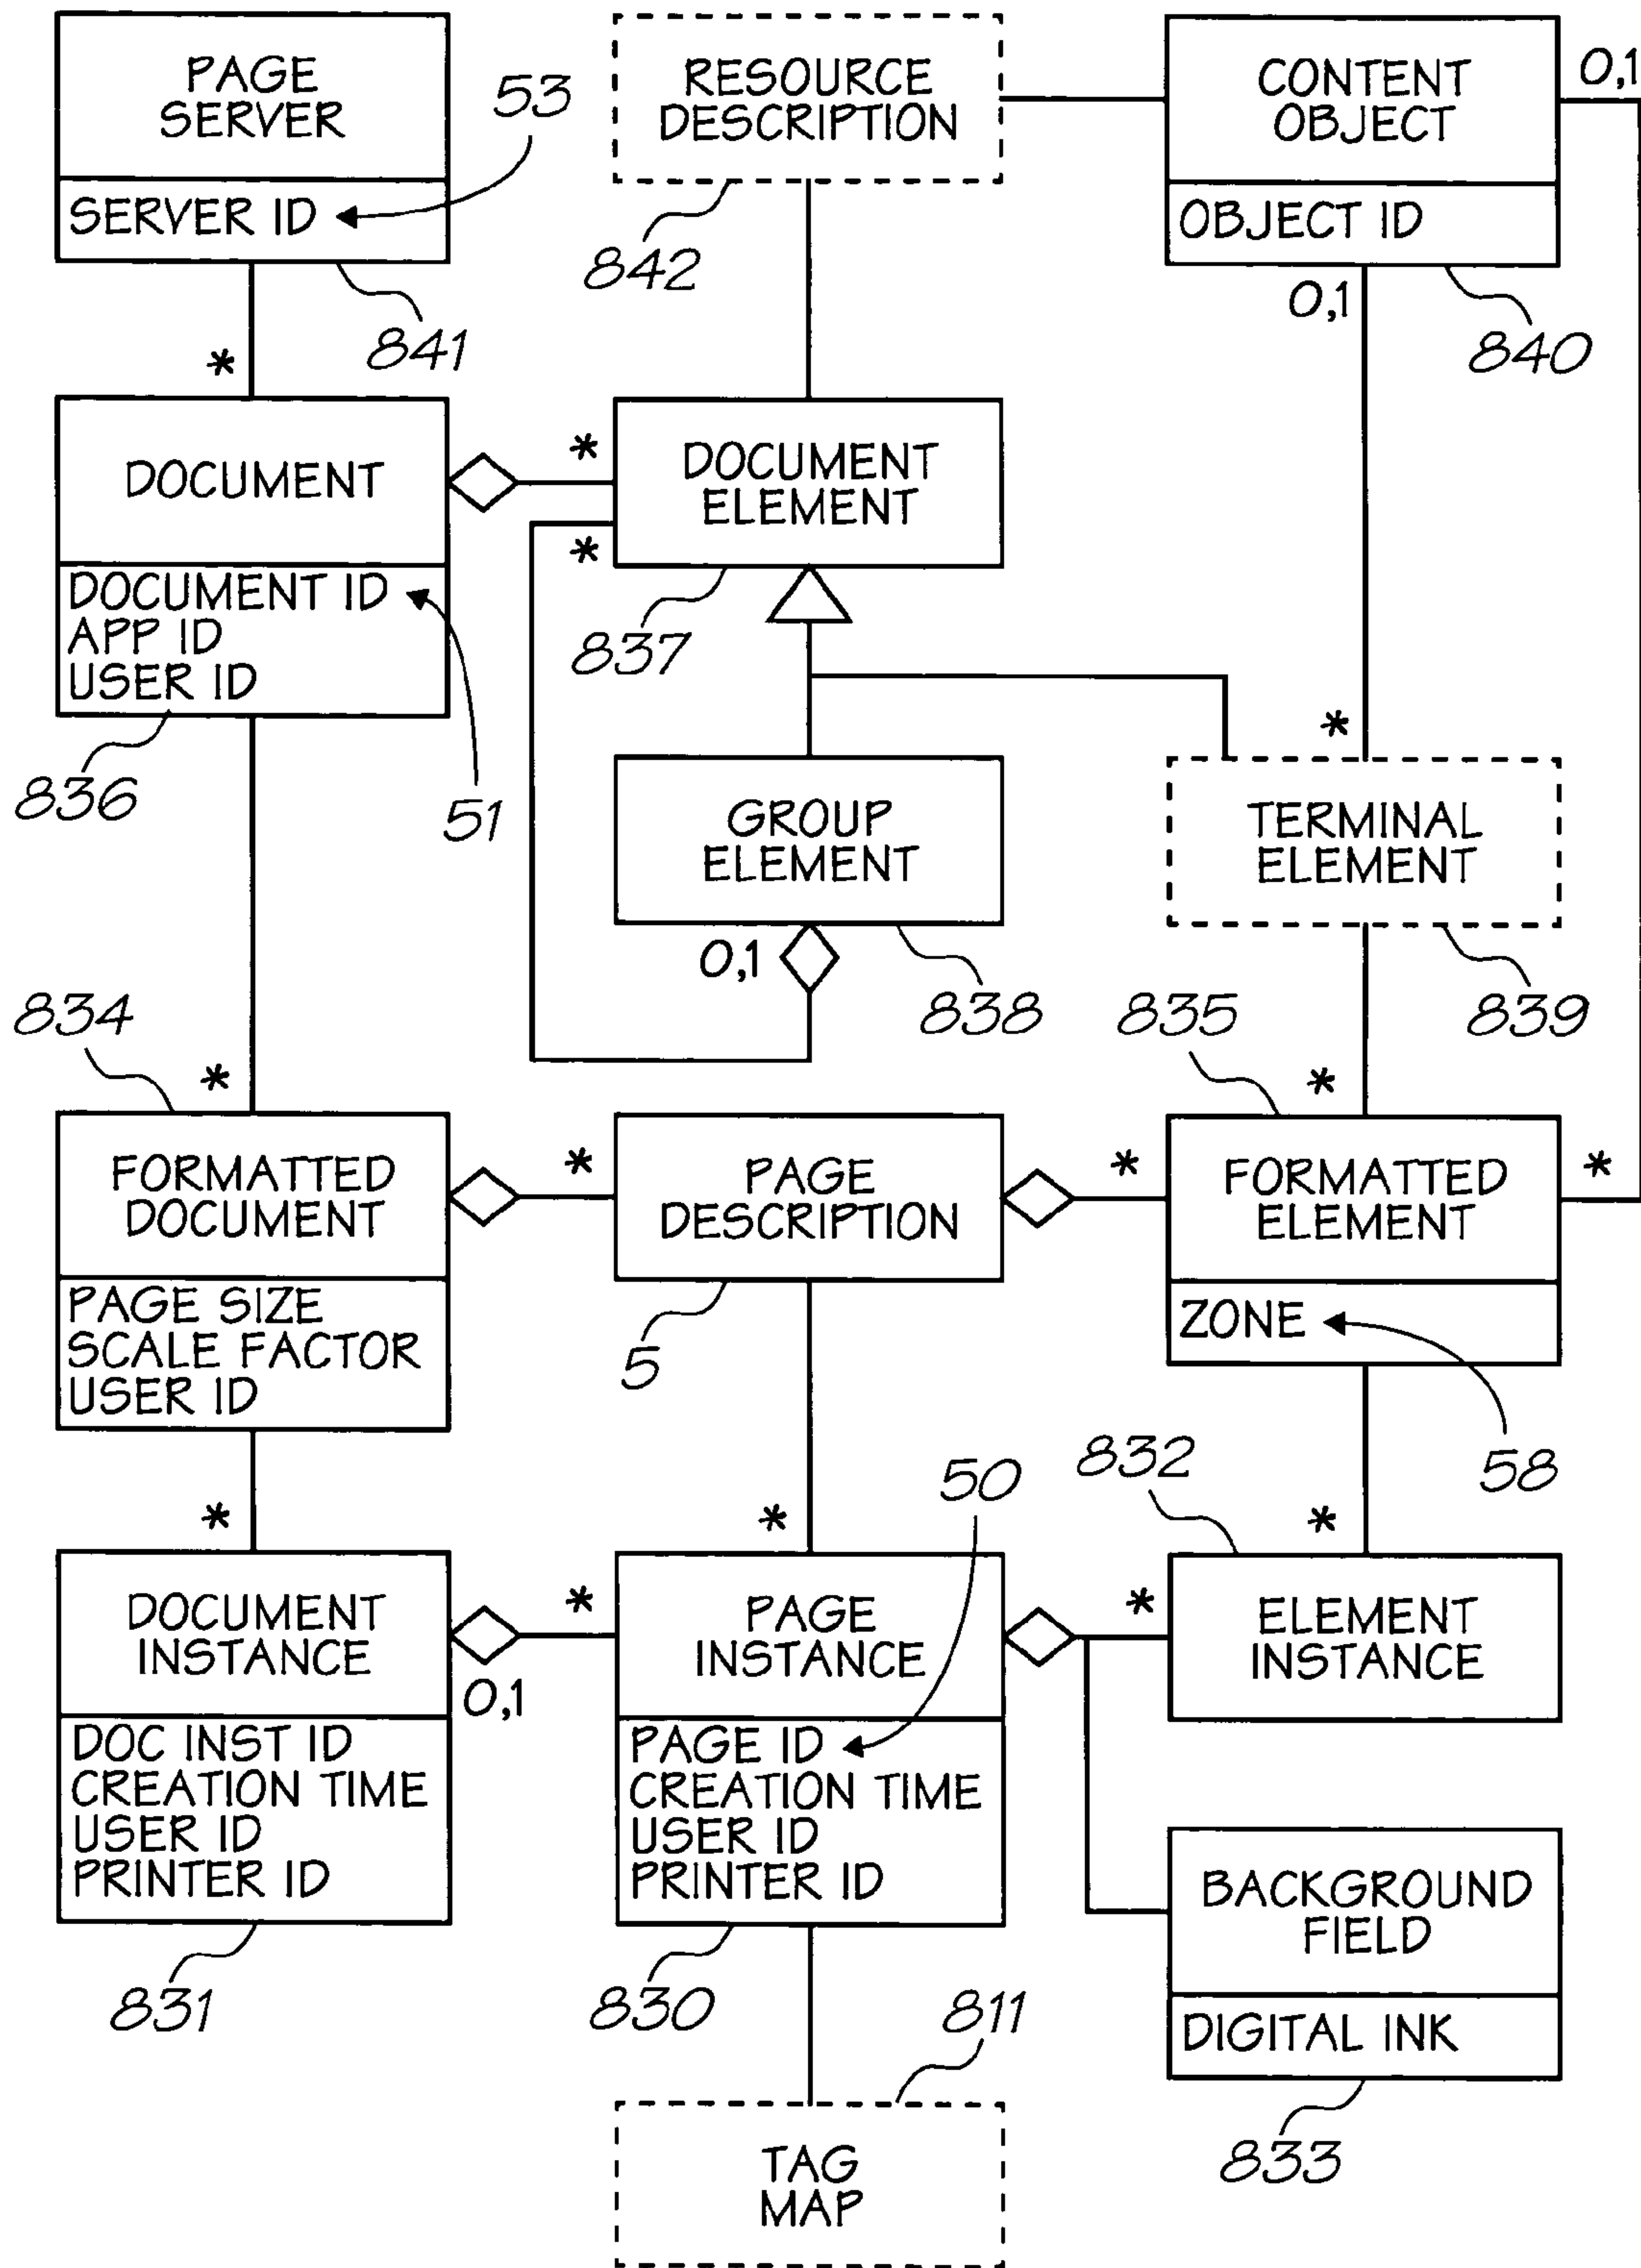 PAGE
SERVER
SERVER ID
53
841
RESOURCE
DESCRIPTION
842
CONTENT
OBJECT
OBJECT ID
0,1
0,1
840
*
DOCUMENT
DOCUMENT ID
APP ID
USER ID
836
51
*
*
DOCUMENT
ELEMENT
837
GROUP
ELEMENT
0,1
838
*
TERMINAL
ELEMENT
839
834
*
FORMATTED
DOCUMENT
PAGE SIZE
SCALE FACTOR
USER ID
*
PAGE
DESCRIPTION
5
835
*
*
*
FORMATTED
ELEMENT
ZONE
58
*
DOCUMENT
INSTANCE
DOC INST ID
CREATION TIME
USER ID
PRINTER ID
831
0,1
*
*
50
PAGE
INSTANCE
PAGE ID
CREATION TIME
USER ID
PRINTER ID
830
832
*
*
ELEMENT
INSTANCE
BACKGROUND
FIELD
DIGITAL INK
833
811
TAG
MAP